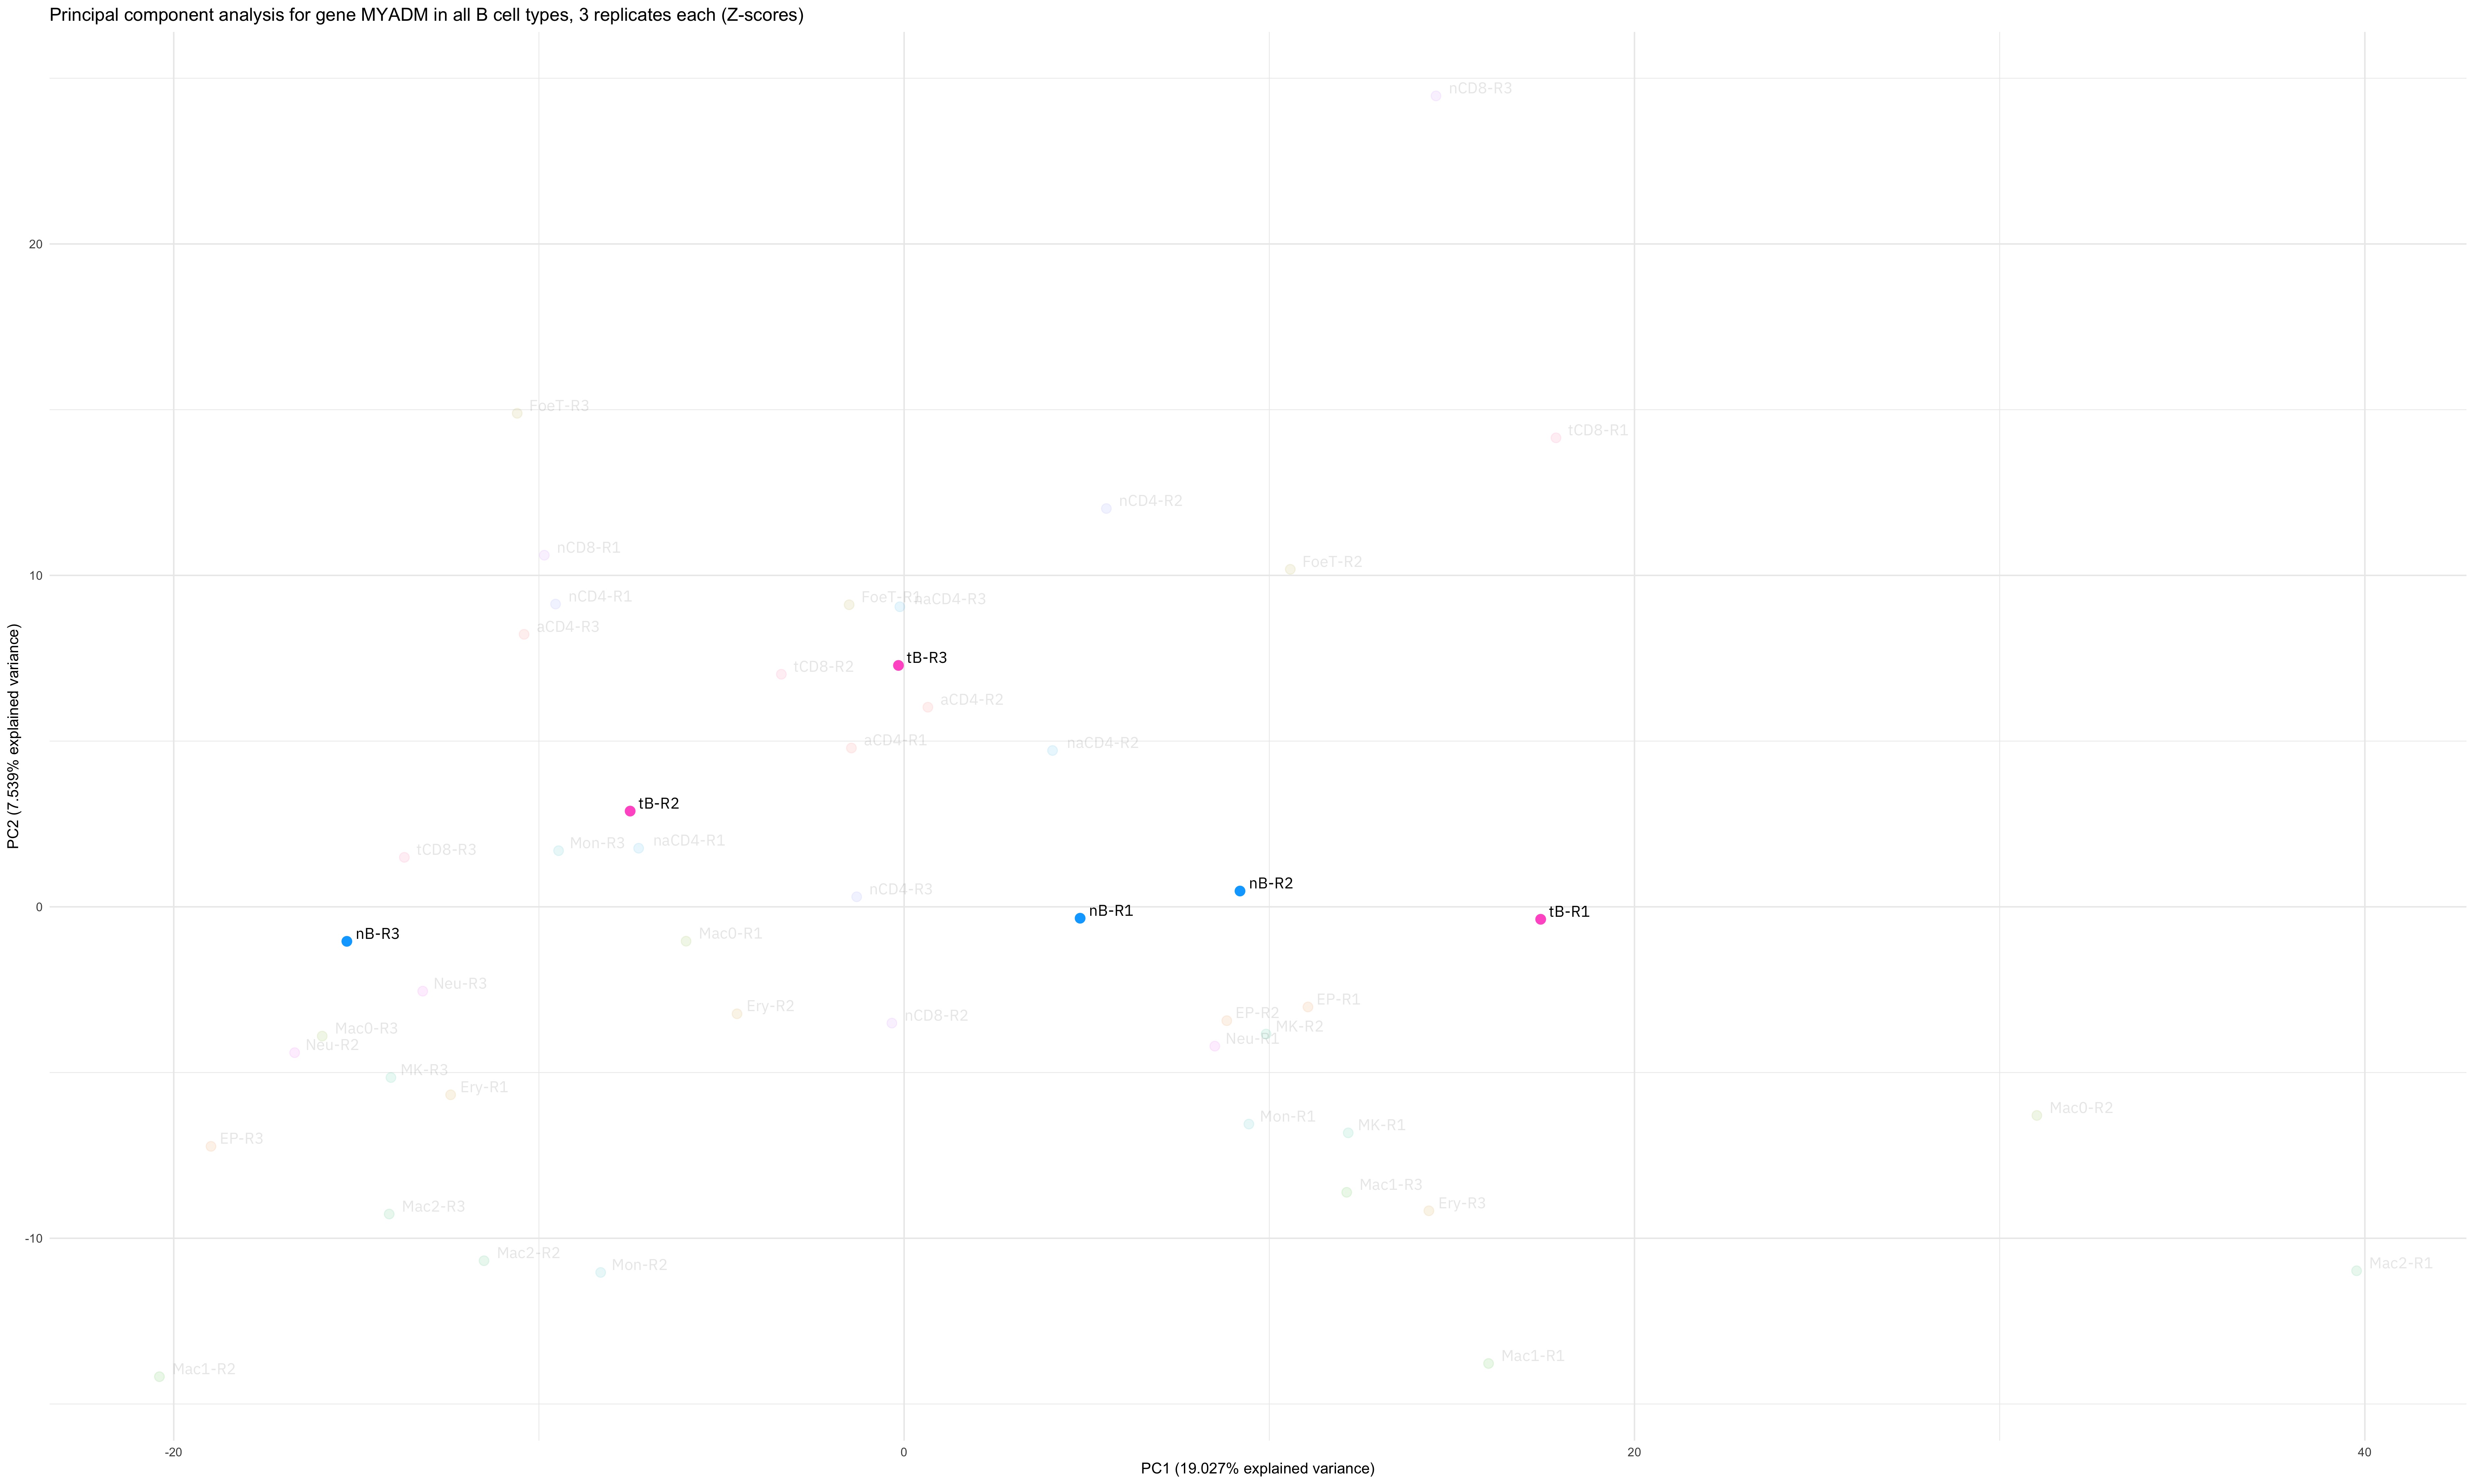 Principal component analysis for gene MYADM in all B cell types, 3 replicates each (Z-scores)
nCD8-R3
20
FoeT-R3
tCD8-R1
nCD4-R2
nCD8-R1
FoeT-R2
10
nCD4-R1
FoeT-R1
naCD4-R3
aCD4-R3
tB-R3
tCD8-R2
aCD4-R2
aCD4-R1
naCD4-R2
PC2 (7.539% explained variance)
tB-R2
Mon-R3
naCD4-R1
tCD8-R3
nB-R2
nCD4-R3
0
nB-R1
tB-R1
nB-R3
Mac0-R1
Neu-R3
EP-R1
Ery-R2
EP-R2
nCD8-R2
MK-R2
Mac0-R3
Neu-R1
Neu-R2
MK-R3
Ery-R1
Mac0-R2
Mon-R1
MK-R1
EP-R3
Mac1-R3
Ery-R3
Mac2-R3
-10
Mac2-R2
Mon-R2
Mac2-R1
Mac1-R1
Mac1-R2
-20
0
20
40
PC1 (19.027% explained variance)